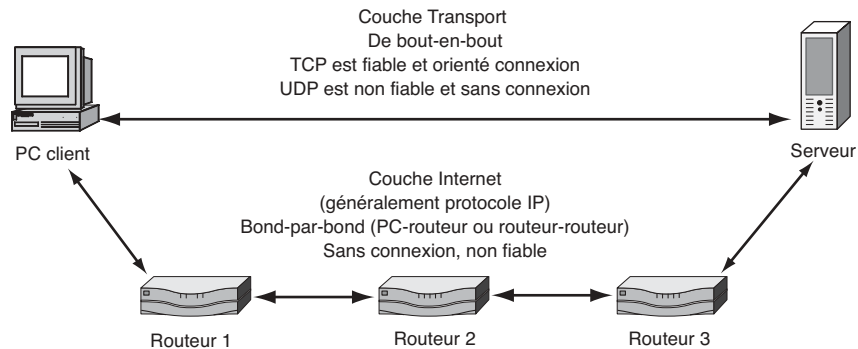 Couche Transport
De bout-en-bout
TCP est fiable et orienté connexion
UDP est non fiable et sans connexion
PC client
Serveur
Couche Internet
(généralement protocole IP)
Bond-par-bond (PC-routeur ou routeur-routeur)
Sans connexion, non fiable
Routeur 1
Routeur 2
Routeur 3